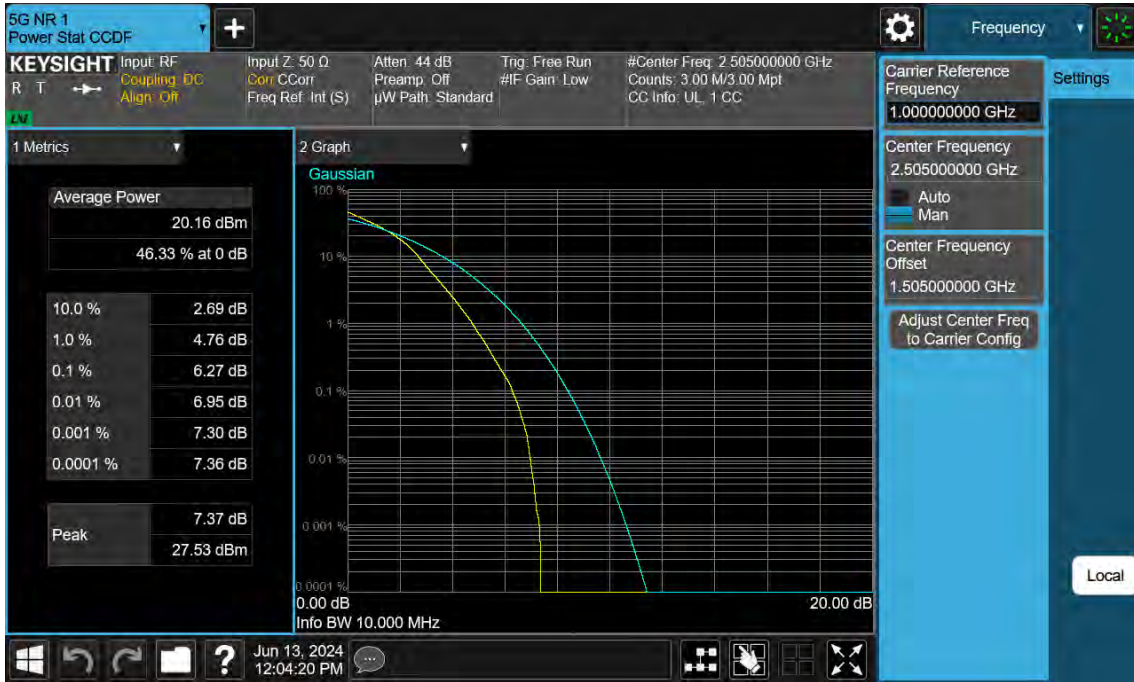 5G NR 1
Power Stat CCDF
Frequency
KEYSIGHT
R T
LNI
Input: RF
Coupling: DC
Align: Off
Input Z: 50 Ω
Corr CCorr
Freq Ref: Int (S)
Atten: 44 dB
Preamp: Off
µW Path: Standard
Trig: Free Run
#IF Gain: Low
#Center Freq: 2.505000000 GHz
Counts: 3.00 M/3.00 Mpt
CC Info: UL, 1 CC
1 Metrics
Average Power
20.16 dBm
46.33 % at 0 dB
10.0 % 2.69 dB
1.0 % 4.76 dB
0.1 % 6.27 dB
0.01 % 6.95 dB
0.001 % 7.30 dB
0.0001 % 7.36 dB
Peak
7.37 dB
27.53 dBm
2 Graph
Gaussian
100 %
10 %
1 %
0.1 %
0.01 %
0.001 %
0.0001 %
0.00 dB 20.00 dB
Info BW 10.000 MHz
Carrier Reference
Frequency
1.000000000 GHz
Center Frequency
2.505000000 GHz
Auto
Man
Center Frequency
Offset
1.505000000 GHz
Adjust Center Freq
to Carrier Config
Settings
Local
?
Jun 13, 2024
12:04:20 PM